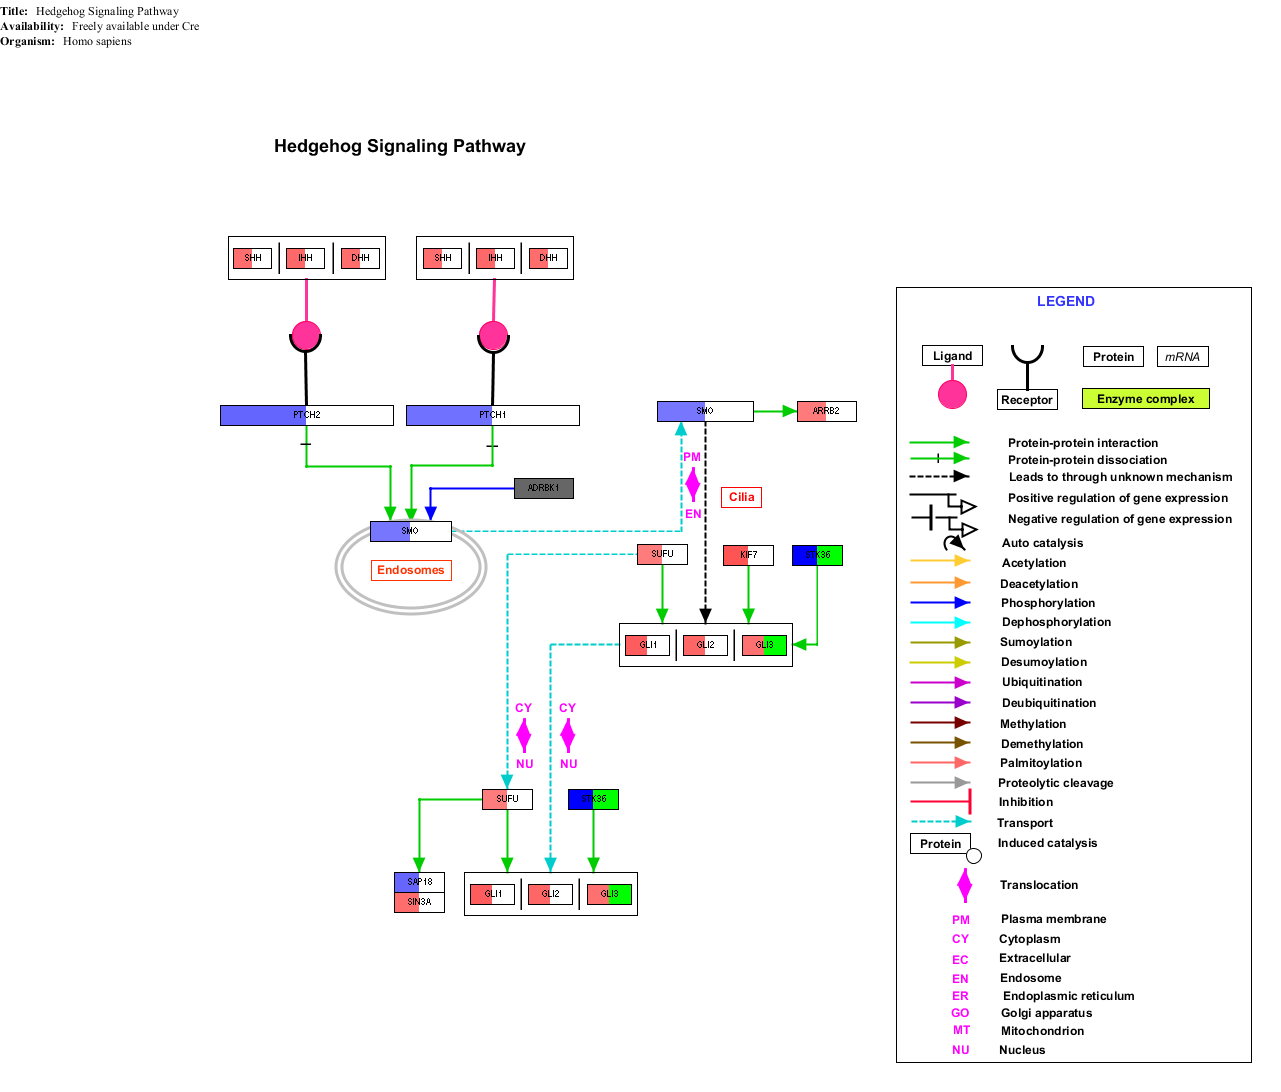 Title: Hedgehog Signaling Pathway
Availability: Freely available under Cre
Organism: Homo sapiens
Hedgehog Signaling Pathway
SHH IHH DHH
SHH IHH DHH
PTCH2
PTCH1
SMO
ARRB2
PM
ADRBK1
Cilia
EN
SMO
Endosomes
SUFU
KIF7
STK36
GLI1 GLI2 GLI3
CY
CY
NU
NU
SUFU
STK36
SAP18
SIN3A
GLI1 GLI2 GLI3
LEGEND
Ligand
Receptor
Protein
mRNA
Enzyme complex
Protein-protein interaction
Protein-protein dissociation
Leads to through unknown mechanism
Positive regulation of gene expression
Negative regulation of gene expression
Auto catalysis
Acetylation
Deacetylation
Phosphorylation
Dephosphorylation
Sumoylation
Desumoylation
Ubiquitination
Deubiquitination
Methylation
Demethylation
Palmitoylation
Proteolytic cleavage
Inhibition
Transport
Protein Induced catalysis
Translocation
PM Plasma membrane
CY Cytoplasm
EC Extracellular
EN Endosome
ER Endoplasmic reticulum
GO Golgi apparatus
MT Mitochondrion
NU Nucleus